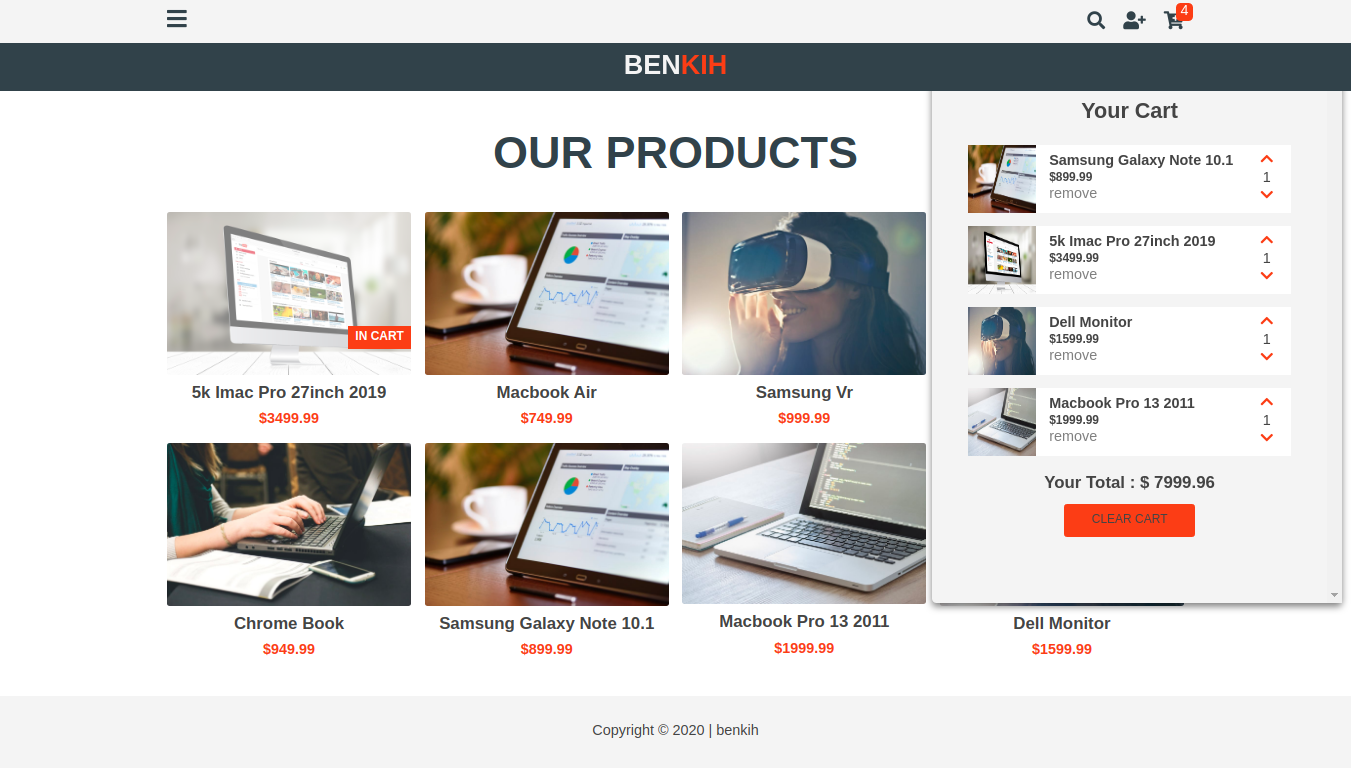 4
BENKIH
Your Cart
OUR PRODUCTS
Samsung Galaxy Note 10.1
$899.99
1
remove
5k Imac Pro 27inch 2019
$3499.99
1
remove
Dell Monitor
$1599.99
1
remove
Macbook Pro 13 2011
$1999.99
1
remove
Your Total : $ 7999.96
CLEAR CART
IN CART
5k Imac Pro 27inch 2019
$3499.99
Macbook Air
$749.99
Samsung Vr
$999.99
Chrome Book
$949.99
Samsung Galaxy Note 10.1
$899.99
Macbook Pro 13 2011
$1999.99
Dell Monitor
$1599.99
Copyright © 2020 | benkih